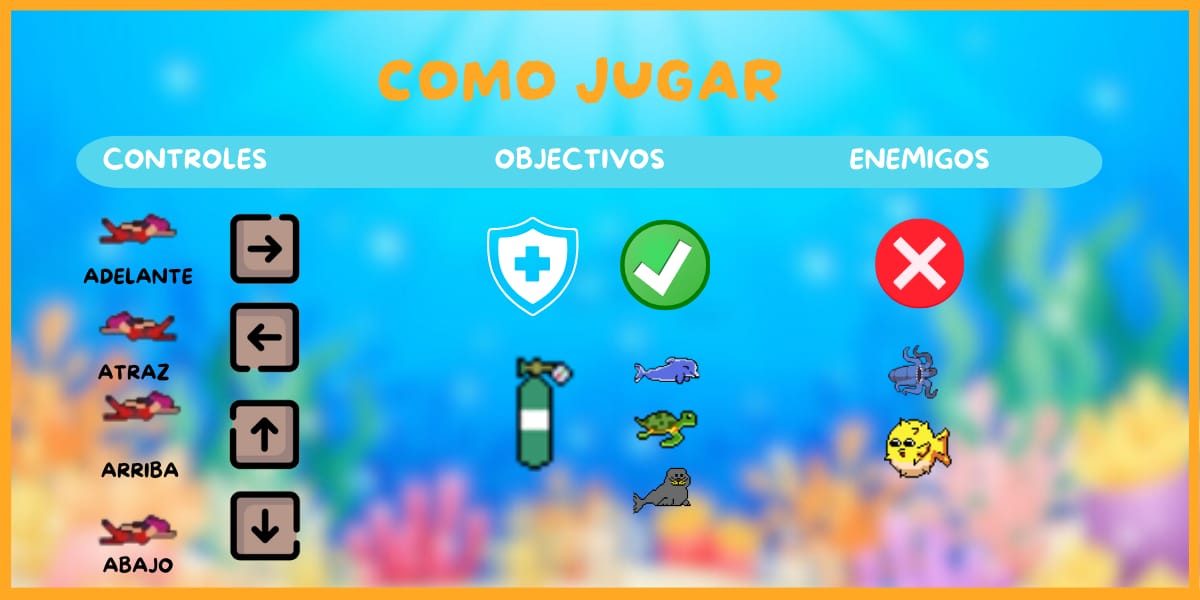 COMO JUGAR
CONTROLES OBJECTIVOS ENEMIGOS
ADELANTE
ATRAZ
ARRIBA
ABAJO